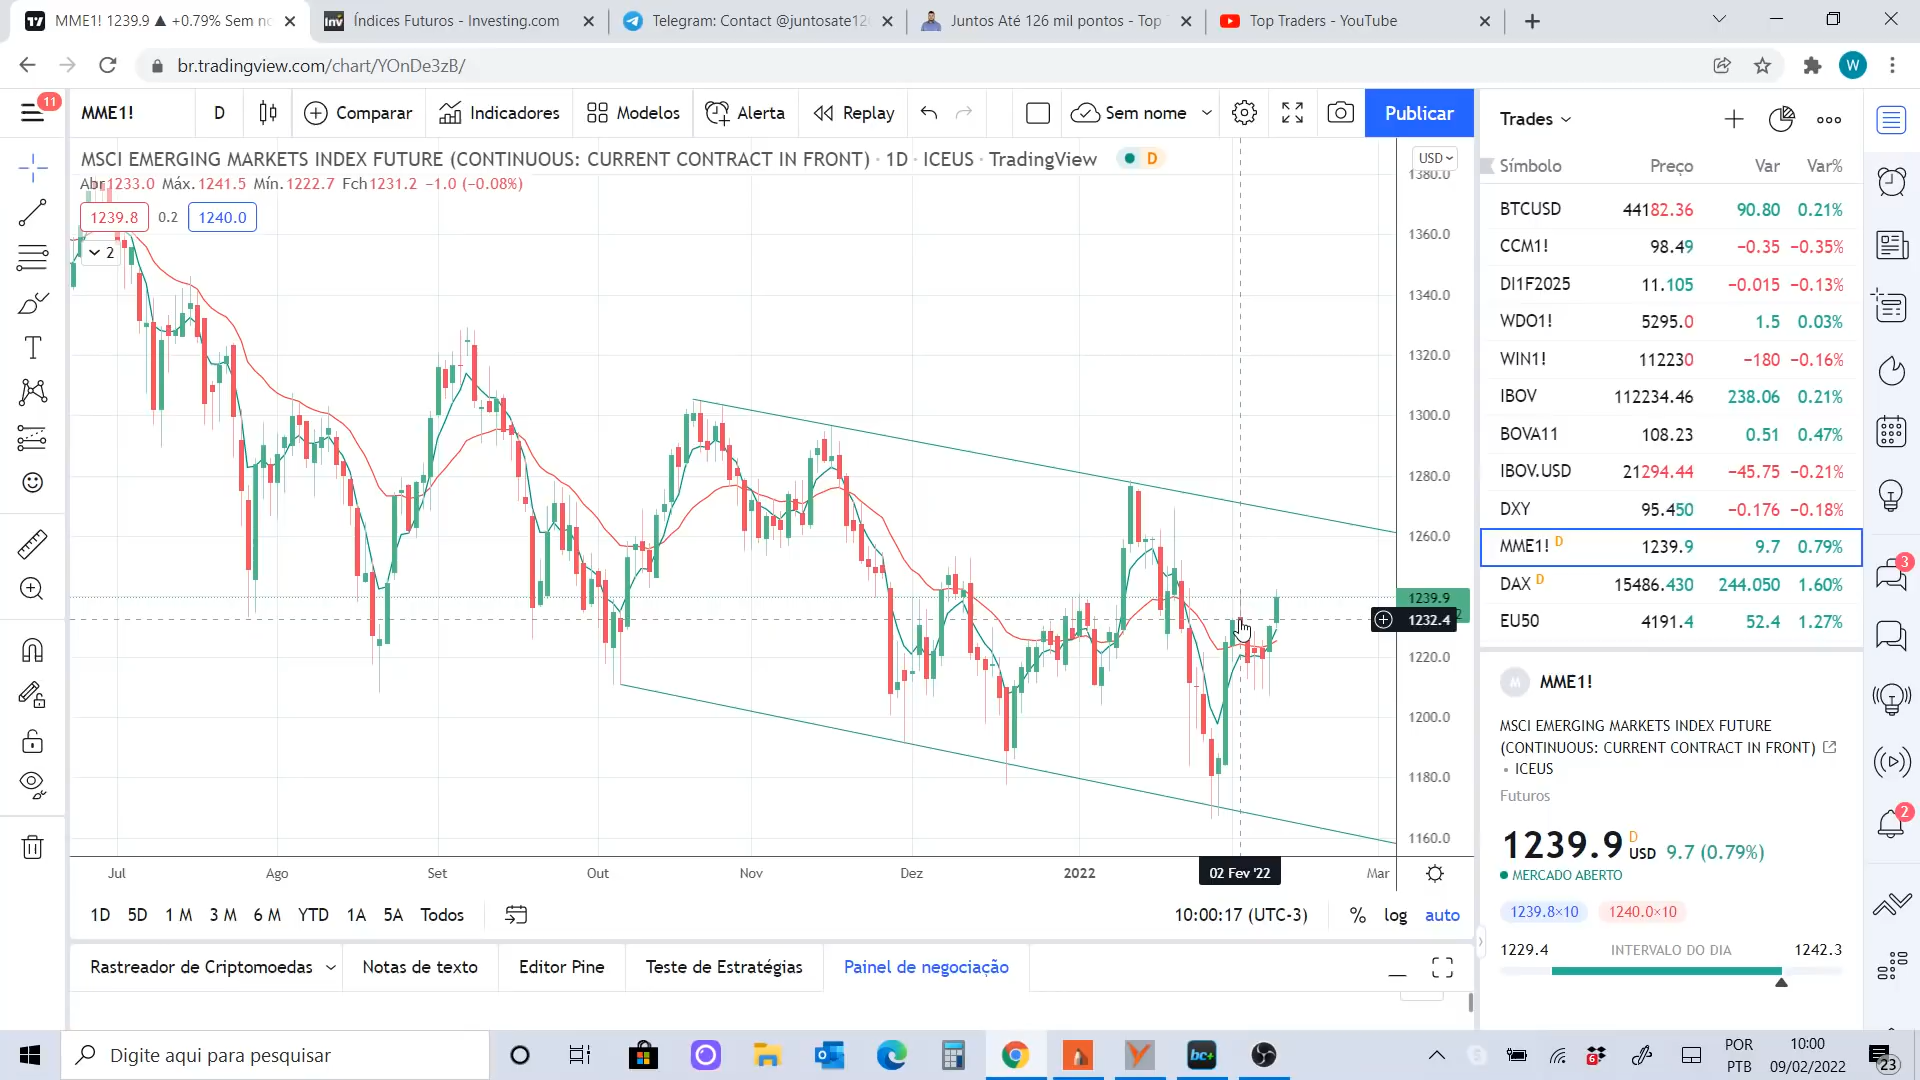 MME1! 1239.9 ▲ +0.79% Sem no
Índices Futuros - Investing.com
Telegram: Contact @juntosate126
Juntos Até 126 mil pontos - Top
Top Traders - YouTube
br.tradingview.com/chart/YOnDe3zB/
W
11
MME1!
D
Comparar
Indicadores
Modelos
Alerta
Replay
Sem nome
Publicar
MSCI EMERGING MARKETS INDEX FUTURE (CONTINUOUS: CURRENT CONTRACT IN FRONT) · 1D · ICEUS · TradingView
D
Abr1233.0 Máx.1241.5 Mín.1222.7 Fch1231.2 −1.0 (−0.08%)
1239.8
0.2
1240.0
2
USD
1380.0
1360.0
1340.0
1320.0
1300.0
1280.0
1260.0
1239.9
1232.4
1220.0
1200.0
1180.0
1160.0
Jul
Ago
Set
Out
Nov
Dez
2022
02 Fev '22
Mar
1D
5D
1 M
3 M
6 M
YTD
1A
5A
Todos
10:00:17 (UTC-3)
%
log
auto
Rastreador de Criptomoedas
Notas de texto
Editor Pine
Teste de Estratégias
Painel de negociação
Trades
Símbolo Preço Var Var%
BTCUSD 44182.36 90.80 0.21%
CCM1! 98.49 −0.35 −0.35%
DI1F2025 11.105 −0.015 −0.13%
WDO1! 5295.0 1.5 0.03%
WIN1! 112230 −180 −0.16%
IBOV 112234.46 238.06 0.21%
BOVA11 108.23 0.51 0.47%
IBOV.USD 21294.44 −45.75 −0.21%
DXY 95.450 −0.176 −0.18%
MME1! D 1239.9 9.7 0.79%
DAX D 15486.430 244.050 1.60%
EU50 4191.4 52.4 1.27%
M
MME1!
MSCI EMERGING MARKETS INDEX FUTURE
(CONTINUOUS: CURRENT CONTRACT IN FRONT)
• ICEUS
Futuros
1239.9 D USD 9.7 (0.79%)
MERCADO ABERTO
1239.8×10
1240.0×10
1229.4 INTERVALO DO DIA 1242.3
3
2
Digite aqui para pesquisar
bc+
6
POR
PTB
10:00
09/02/2022
23